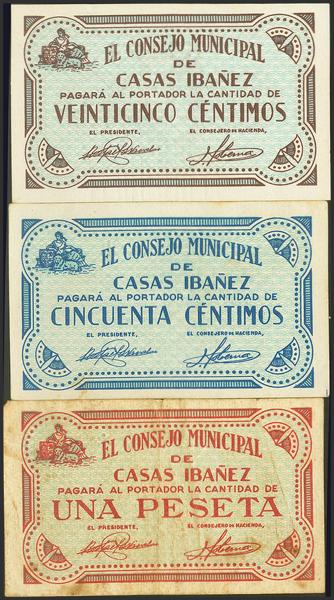 EL CONSEJO MUNICIPAL
DE
CASAS IBAÑEZ
PAGARÁ AL PORTADOR LA CANTIDAD DE
VEINTICINCO CÉNTIMOS
EL PRESIDENTE, EL CONSEJERO DE HACIENDA,
EL CONSEJO MUNICIPAL
DE
CASAS IBAÑEZ
PAGARÁ AL PORTADOR LA CANTIDAD DE
CINCUENTA CÉNTIMOS
EL PRESIDENTE, EL CONSEJERO DE HACIENDA,
EL CONSEJO MUNICIPAL
DE
CASAS IBAÑEZ
PAGARÁ AL PORTADOR LA CANTIDAD DE
UNA PESETA
EL PRESIDENTE, EL CONSEJERO DE HACIENDA,